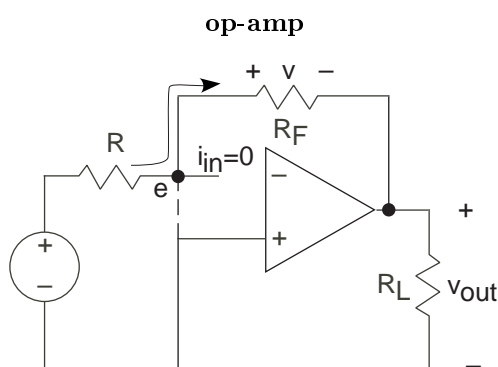 op-amp
+ v −
R_F
R
i_in=0
e
−
+
+
−
+
R_L v_out
−